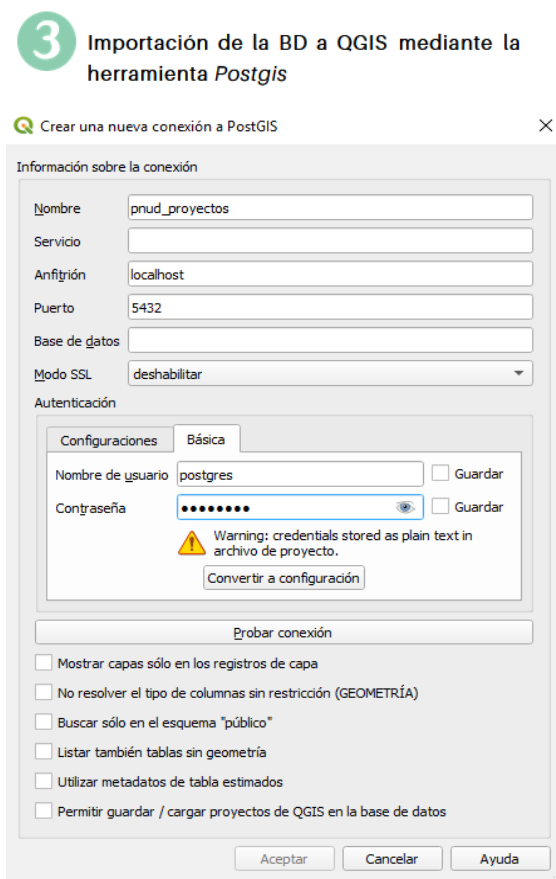 3
Importación de la BD a QGIS mediante la
herramienta Postgis
Crear una nueva conexión a PostGIS
Información sobre la conexión
Nombre pnud_proyectos
Servicio
Anfitrión localhost
Puerto 5432
Base de datos
Modo SSL deshabilitar
Autenticación
Configuraciones Básica
Nombre de usuario postgres Guardar
Contraseña ●●●●●●●● Guardar
Warning: credentials stored as plain text in
archivo de proyecto.
Convertir a configuración
Probar conexión
Mostrar capas sólo en los registros de capa
No resolver el tipo de columnas sin restricción (GEOMETRÍA)
Buscar sólo en el esquema "público"
Listar también tablas sin geometría
Utilizar metadatos de tabla estimados
Permitir guardar / cargar proyectos de QGIS en la base de datos
Aceptar Cancelar Ayuda